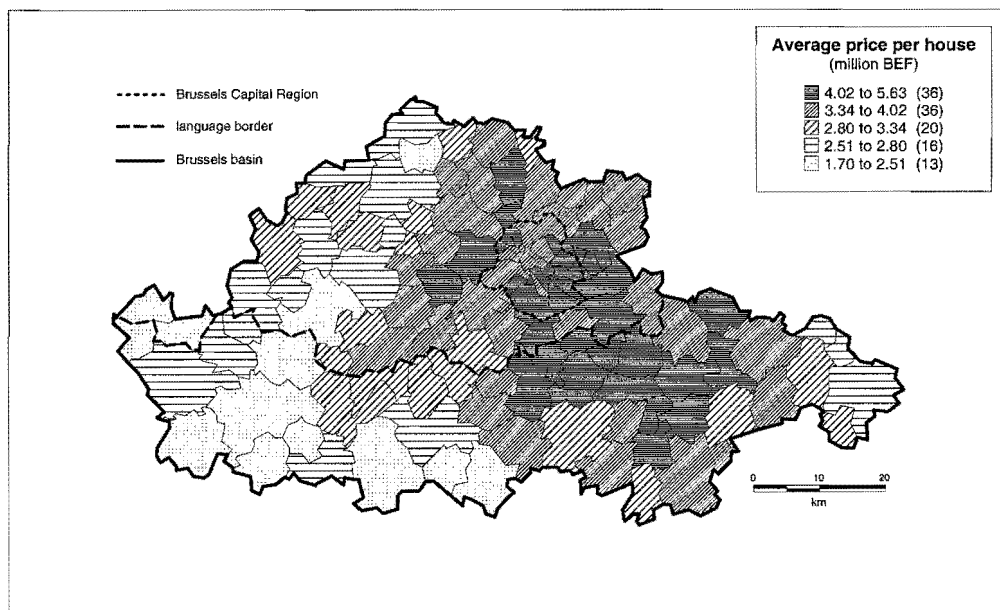 Average price per house
(million BEF)
4.02 to 5.63 (36)
3.34 to 4.02 (36)
2.80 to 3.34 (20)
2.51 to 2.80 (16)
1.70 to 2.51 (13)
Brussels Capital Region
language border
Brussels basin
0 10 20
km